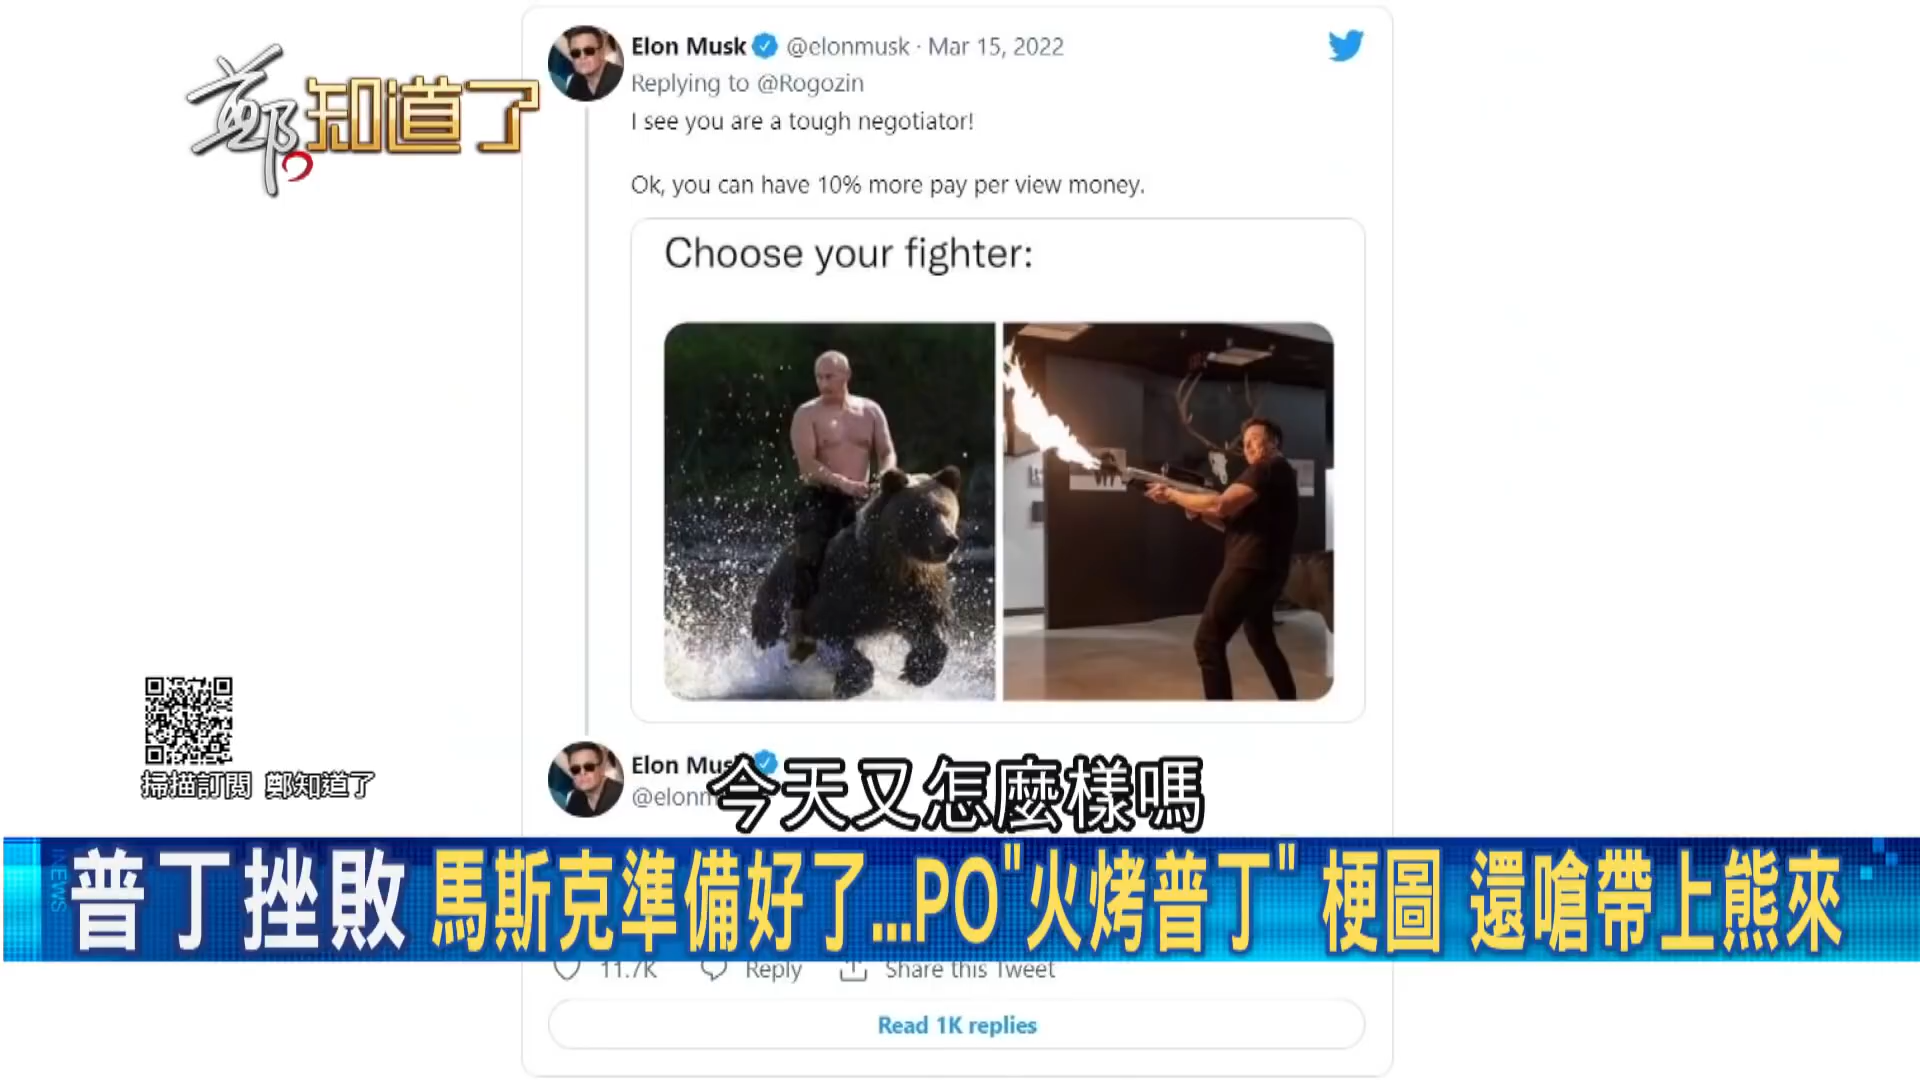 鄭知道了
Elon Musk @elonmusk · Mar 15, 2022
Replying to @Rogozin
I see you are a tough negotiator!
Ok, you can have 10% more pay per view money.
Choose your fighter:
掃描訂閱 鄭知道了
Elon Mus
@elonm
今天又怎麼樣嗎
iNEWS
普丁挫敗 馬斯克準備好了...PO"火烤普丁" 梗圖 還嗆帶上熊來
11.7K Reply Share this Tweet
Read 1K replies